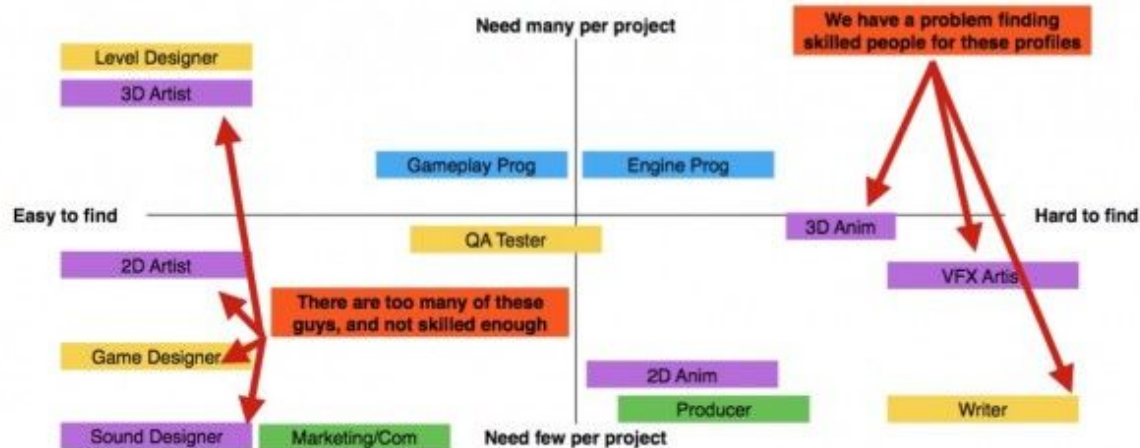 Need many per project
We have a problem finding
skilled people for these profiles
Level Designer
3D Artist
Gameplay Prog
Engine Prog
Easy to find
Hard to find
3D Anim
QA Tester
2D Artist
VFX Artis
There are too many of these
guys, and not skilled enough
Game Designer
2D Anim
Producer
Writer
Sound Designer
Marketing/Com
Need few per project